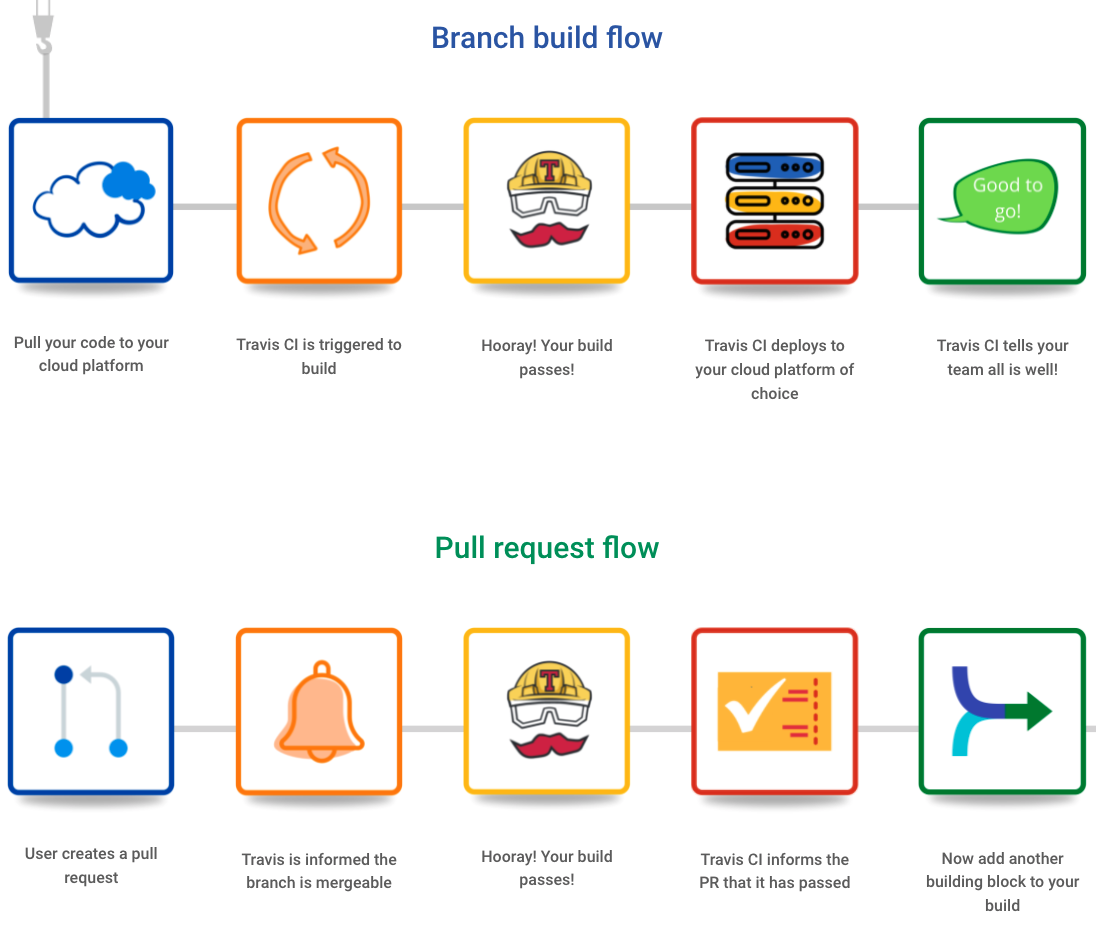 Branch build flow
T
Good to
go!
Pull your code to your
cloud platform
Travis CI is triggered to
build
Hooray! Your build
passes!
Travis CI deploys to
your cloud platform of
choice
Travis CI tells your
team all is well!
Pull request flow
T
User creates a pull
request
Travis is informed the
branch is mergeable
Hooray! Your build
passes!
Travis CI informs the
PR that it has passed
Now add another
building block to your
build